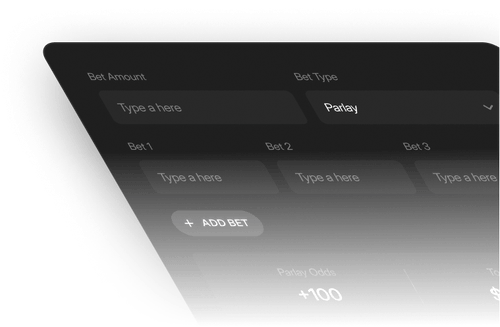 Bet Amount Bet Type
Type a here Parlay
Bet 1 Bet 2 Bet 3
Type a here Type a here Type a here
+ ADD BET
Parlay Odds
+100 $